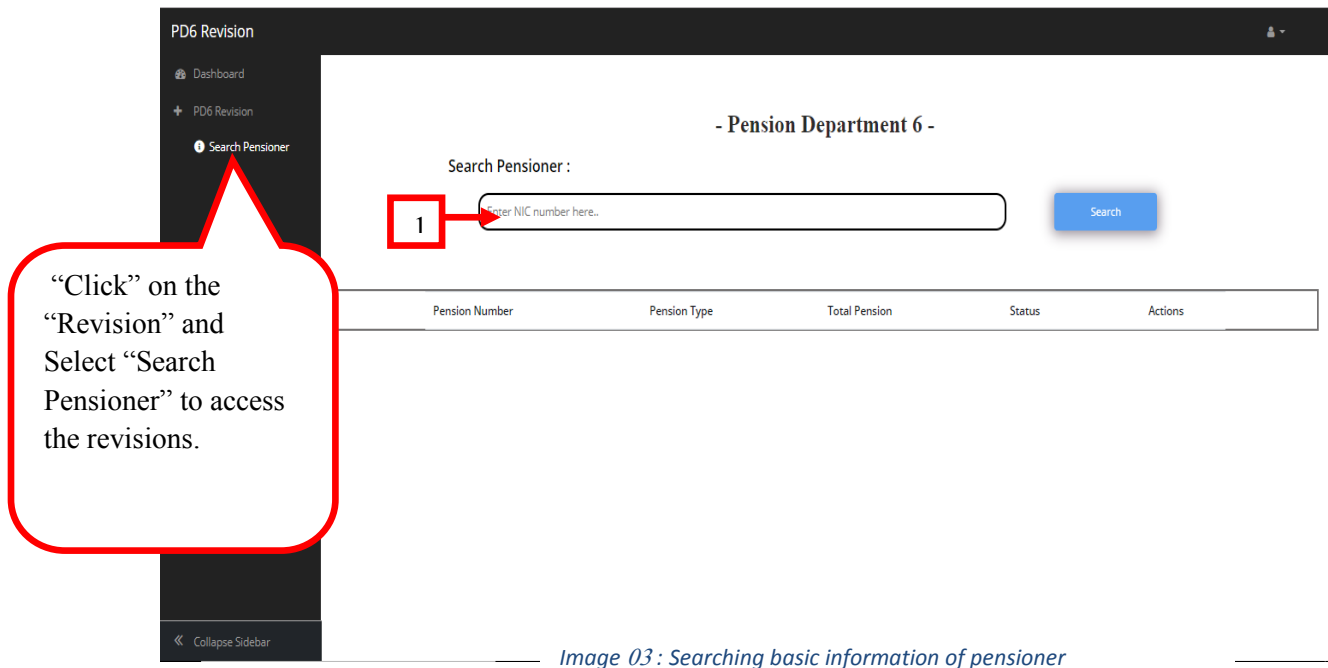 PD6 Revision
Dashboard
PD6 Revision
Search Pensioner
- Pension Department 6 -
Search Pensioner :
1
Enter NIC number here..
Search
“Click” on the
“Revision” and
Select “Search
Pensioner” to access
the revisions.
Pension Number Pension Type Total Pension Status Actions
Collapse Sidebar
Image 03 : Searching basic information of pensioner